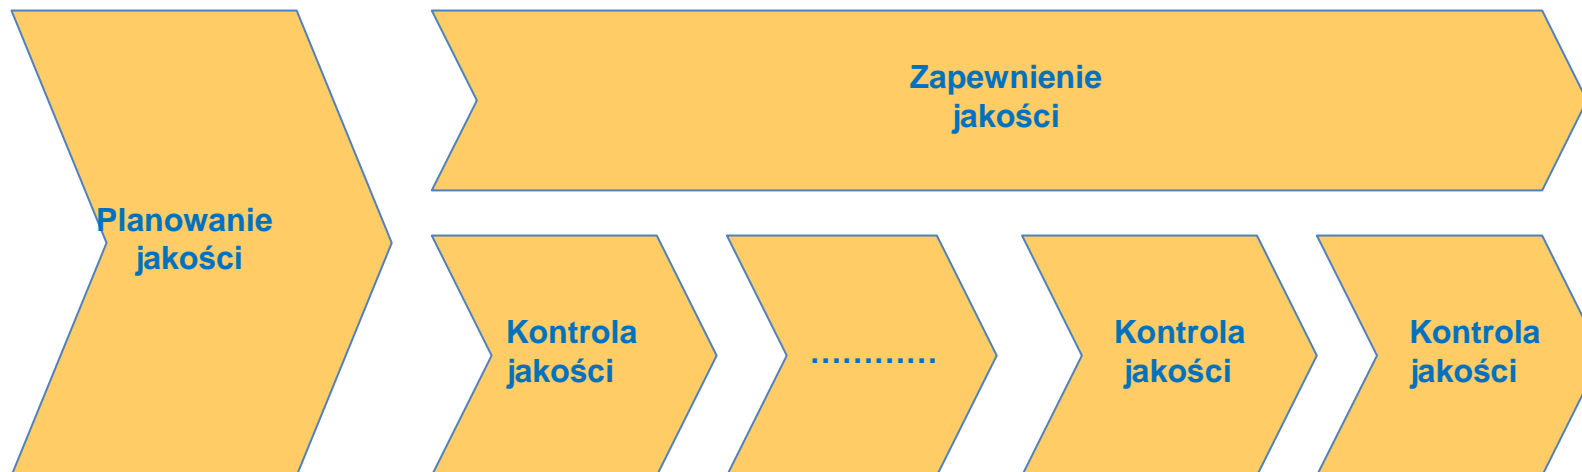 Zapewnienie
jakości
Planowanie
jakości
Kontrola
jakości
............
Kontrola
jakości
Kontrola
jakości